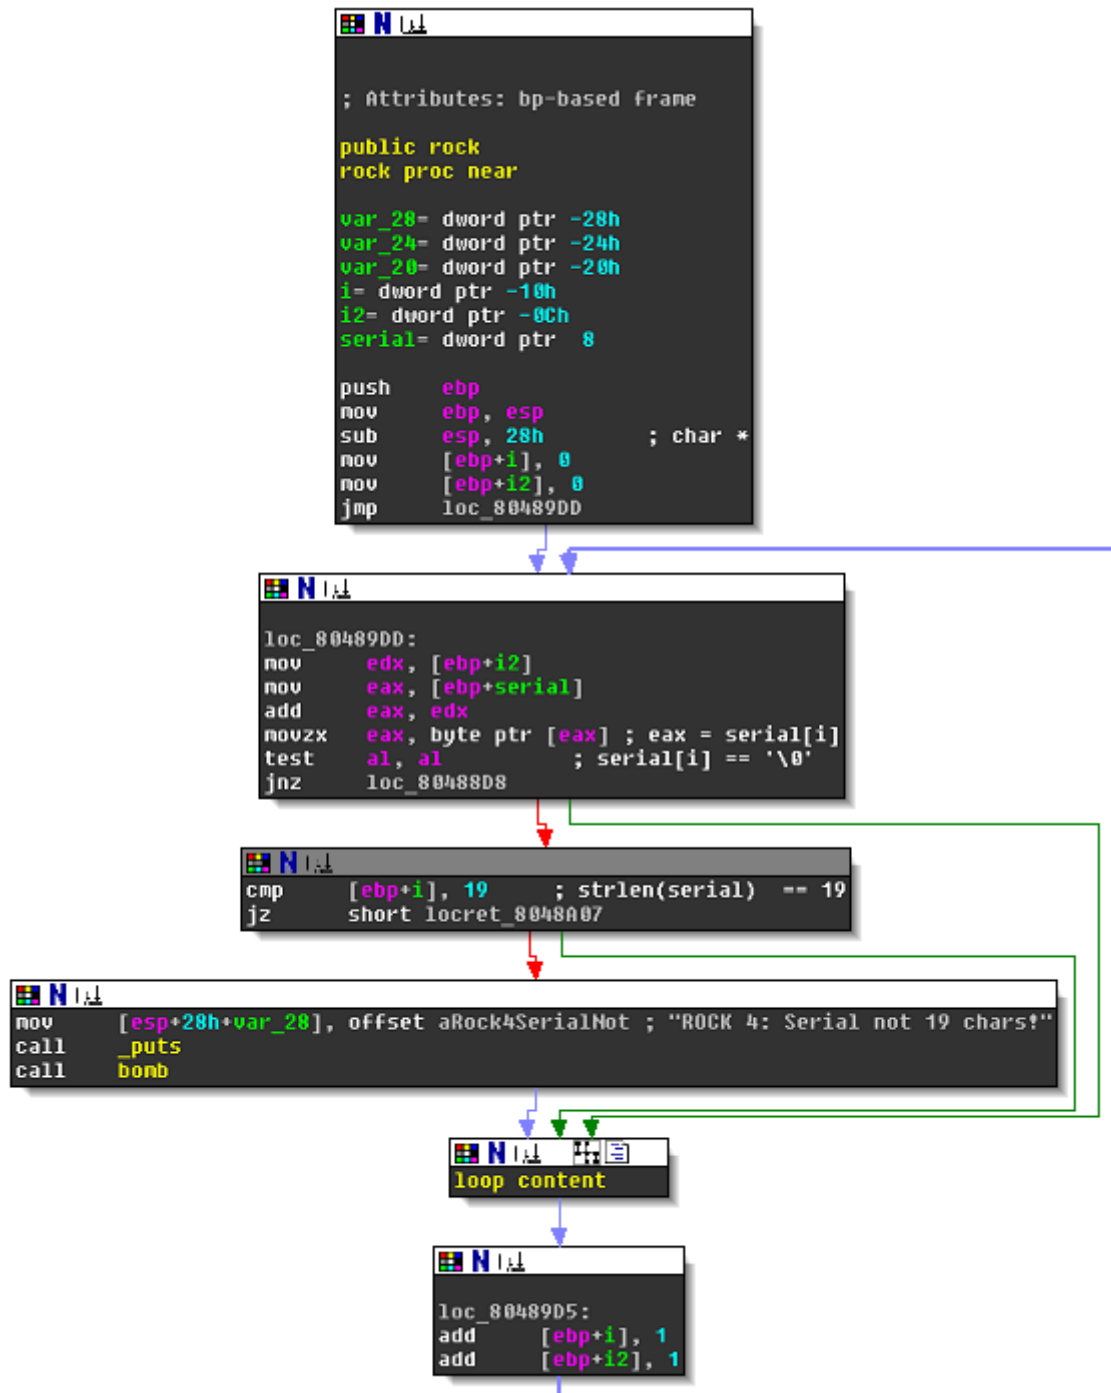 ; Attributes: bp-based frame
public rock
rock proc near
var_28= dword ptr -28h
var_24= dword ptr -24h
var_20= dword ptr -20h
i= dword ptr -10h
i2= dword ptr -0Ch
serial= dword ptr  8
push    ebp
mov     ebp, esp
sub     esp, 28h        ; char *
mov     [ebp+i], 0
mov     [ebp+i2], 0
jmp     loc_80489DD
loc_80489DD:
mov     edx, [ebp+i2]
mov     eax, [ebp+serial]
add     eax, edx
movzx   eax, byte ptr [eax] ; eax = serial[i]
test    al, al          ; serial[i] == '\0'
jnz     loc_80488D8
cmp     [ebp+i], 19     ; strlen(serial)  == 19
jz      short locret_8048A07
mov     [esp+28h+var_28], offset aRock4SerialNot ; "ROCK 4: Serial not 19 chars!"
call    _puts
call    bomb
loop content
loc_80489D5:
add     [ebp+i], 1
add     [ebp+i2], 1